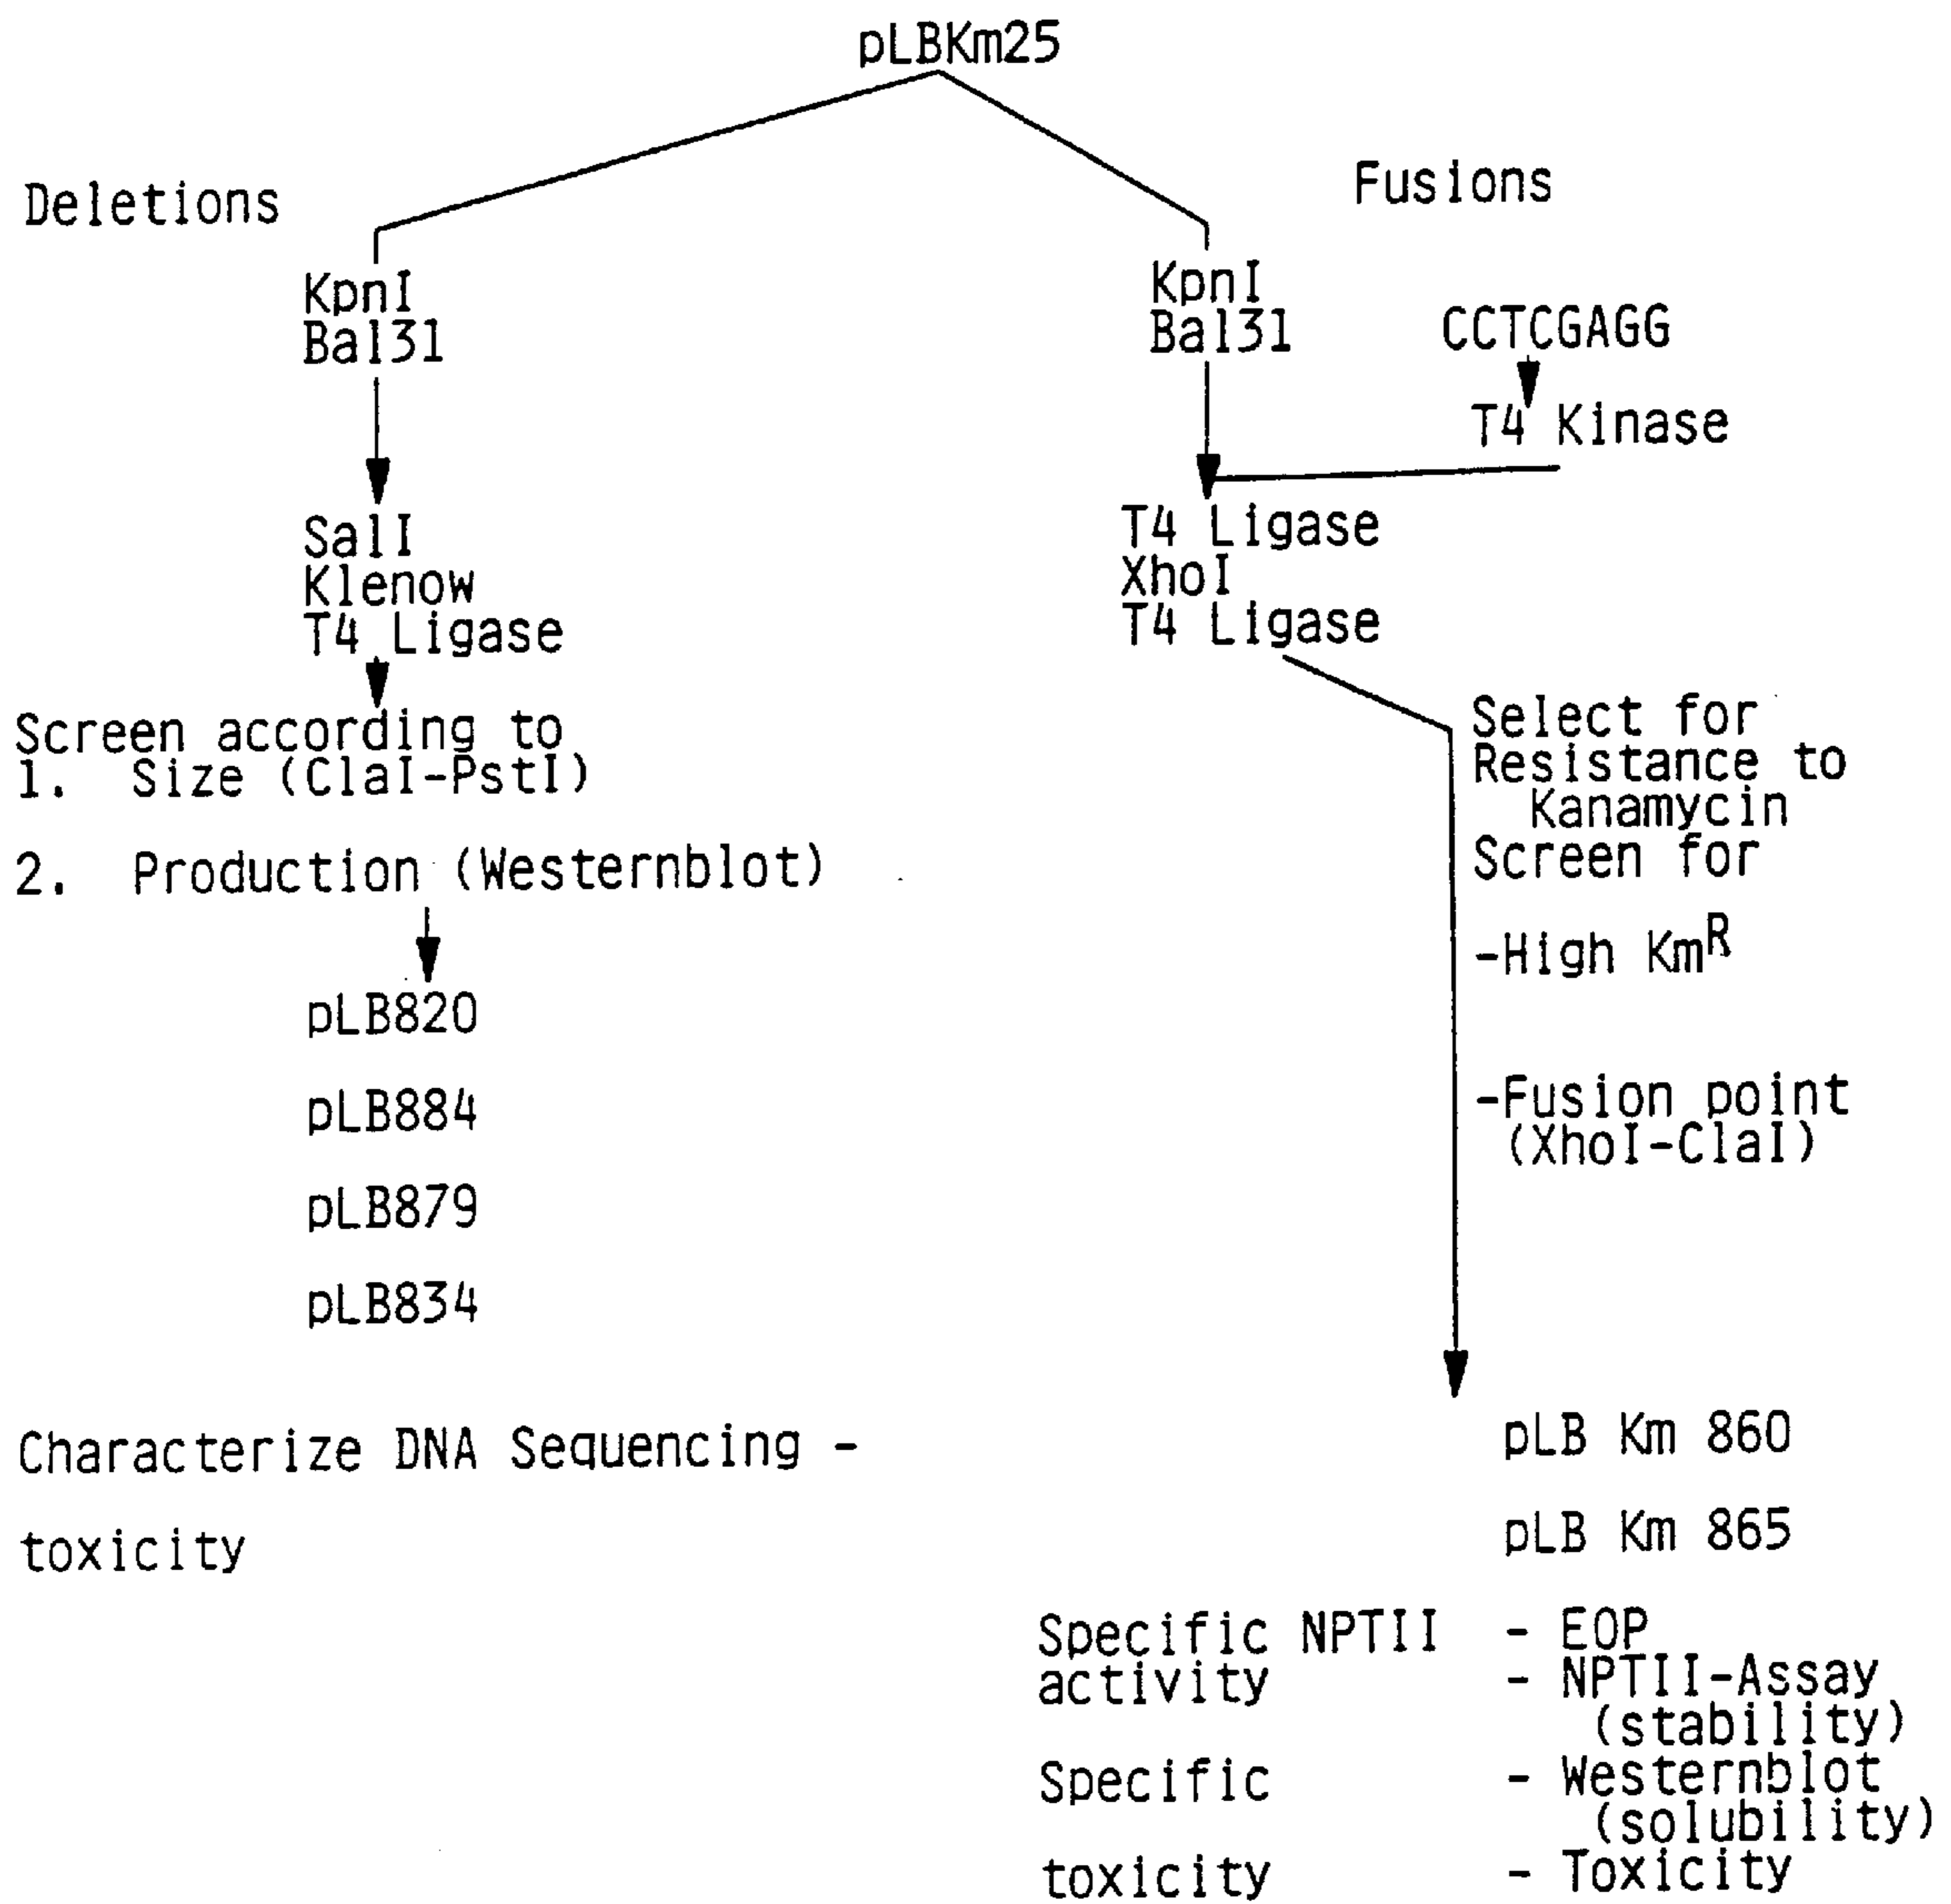 pLBKm25
Deletions
Fusions
KpnI
Bal31
SalI
Klenow
T4 Ligase
Screen according to
1. Size (ClaI-PstI)
2. Production (Westernblot)
pLB820
pLB884
pLB879
pLB834
Characterize DNA Sequencing -
toxicity
KpnI
Bal31
CCTCGAGG
T4 Kinase
T4 Ligase
XhoI
T4 Ligase
Select for
Resistance to
Kanamycin
Screen for
-High KmR
-Fusion point
(XhoI-ClaI)
pLB Km 860
pLB Km 865
Specific NPTII - EOP
activity - NPTII-Assay
(stability)
Specific - Westernblot
(solubility)
toxicity - Toxicity